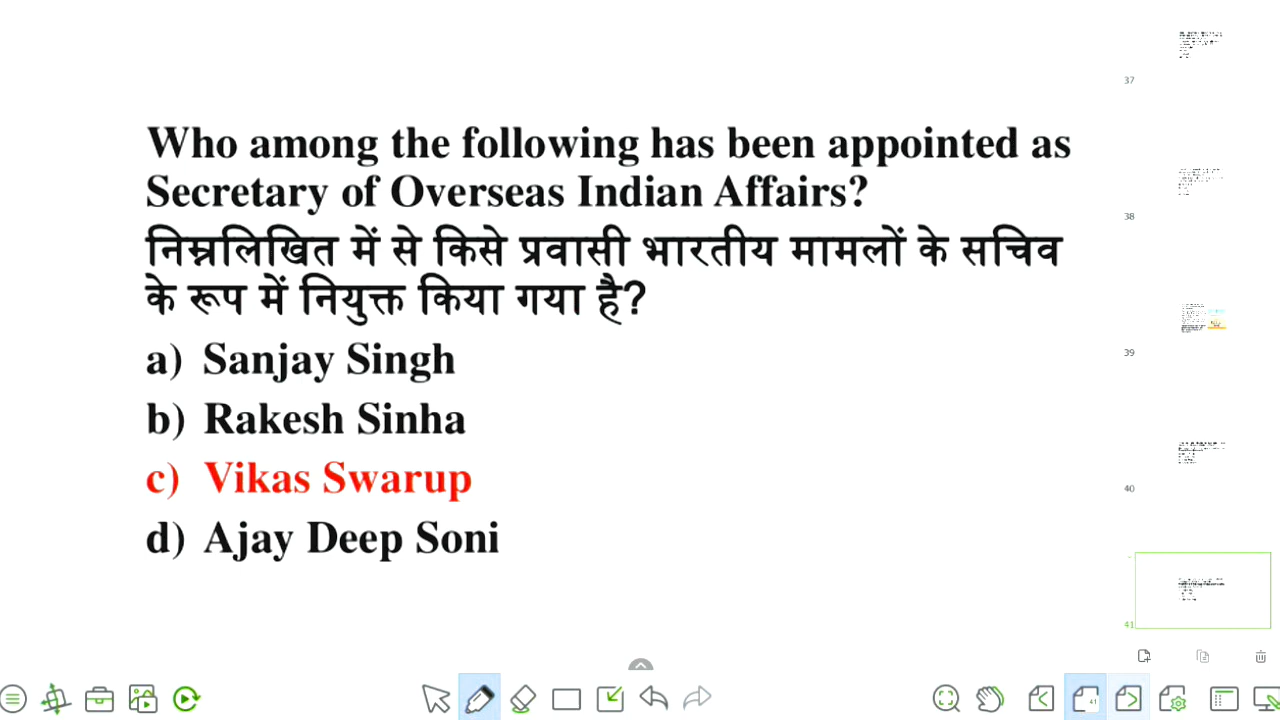 Who among the following has been appointed as
Secretary of Overseas Indian Affairs?
निम्नलिखित में से किसे प्रवासी भारतीय मामलों के सचिव
के रूप में नियुक्त किया गया है?
a) Sanjay Singh
b) Rakesh Sinha
c) Vikas Swarup
d) Ajay Deep Soni
37
38
39
40
41
41